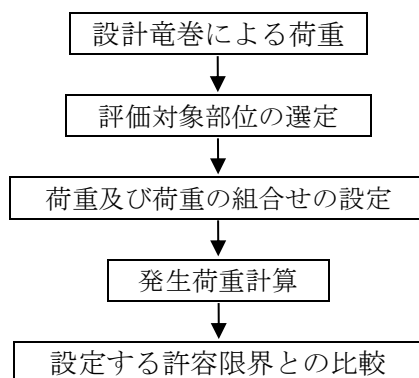 設計竜巻による荷重
評価対象部位の選定
荷重及び荷重の組合せの設定
発生荷重計算
設定する許容限界との比較